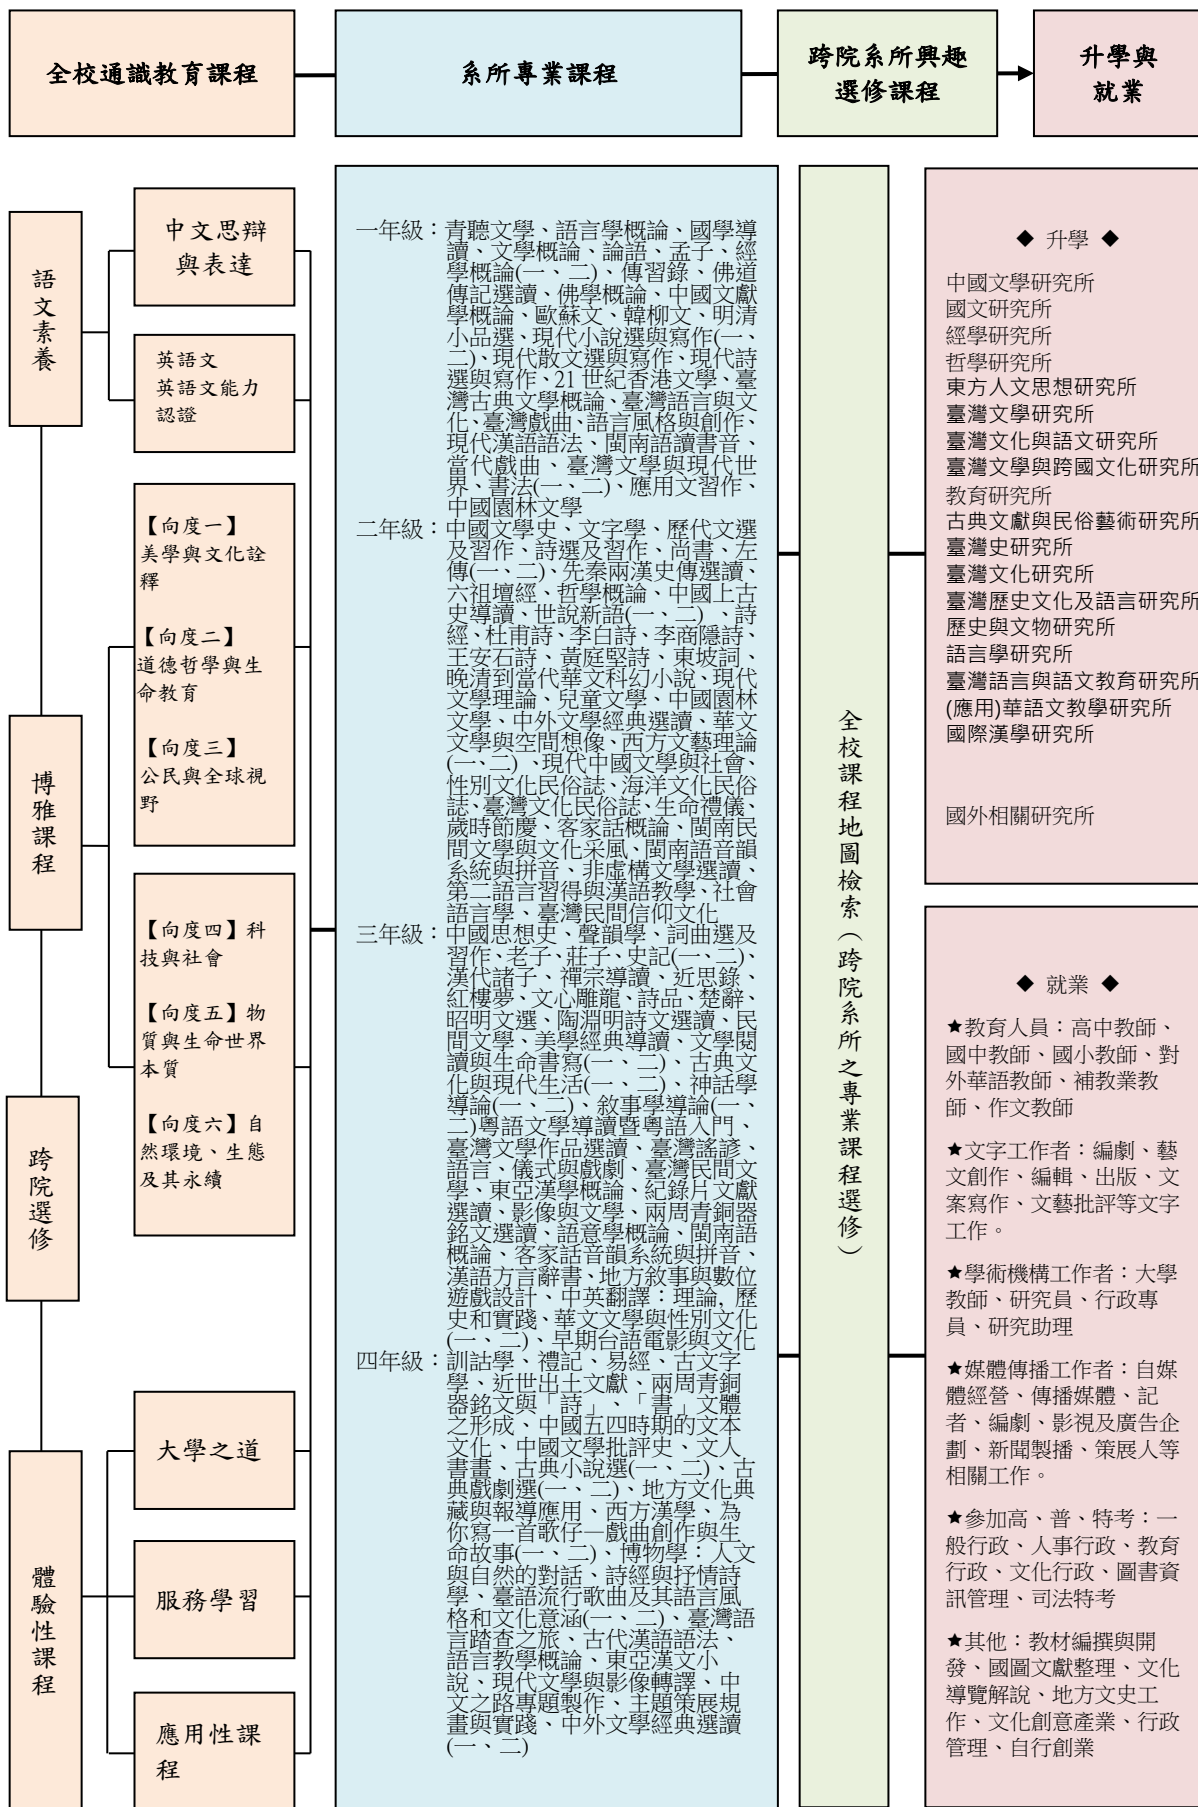 全校通識教育課程
系所專業課程
跨院系所興趣
選修課程
升學與
就業
語文素養
中文思辯
與表達
英語文
英語文能力
認證
博雅課程
【向度一】
美學與文化詮
釋
【向度二】
道德哲學與生
命教育
【向度三】
公民與全球視
野
【向度四】科
技與社會
【向度五】物
質與生命世界
本質
【向度六】自
然環境、生態
及其永續
跨院選修
體驗性課程
大學之道
服務學習
應用性課
程
一年級：青聽文學、語言學概論、國學導
讀、文學概論、論語、孟子、經
學概論(一、二)、傳習錄、佛道
傳記選讀、佛學概論、中國文獻
學概論、歐蘇文、韓柳文、明清
小品選、現代小說選與寫作(一、
二)、現代散文選與寫作、現代詩
選與寫作、21 世紀香港文學、臺
灣古典文學概論、臺灣語言與文
化、臺灣戲曲、語言風格與創作、
現代漢語語法、閩南語讀書音、
當代戲曲、臺灣文學與現代世
界、書法(一、二)、應用文習作、
中國園林文學
二年級：中國文學史、文字學、歷代文選
及習作、詩選及習作、尚書、左
傳(一、二)、先秦兩漢史傳選讀、
六祖壇經、哲學概論、中國上古
史導讀、世說新語(一、二) 、詩
經、杜甫詩、李白詩、李商隱詩、
王安石詩、黃庭堅詩、東坡詞、
晚清到當代華文科幻小說、現代
文學理論、兒童文學、中國園林
文學、中外文學經典選讀、華文
文學與空間想像、西方文藝理論
(一、二) 、現代中國文學與社會、
性別文化民俗誌、海洋文化民俗
誌、臺灣文化民俗誌、生命禮儀、
歲時節慶、客家話概論、閩南民
間文學與文化采風、閩南語音韻
系統與拼音、非虛構文學選讀、
第二語言習得與漢語教學、社會
語言學、臺灣民間信仰文化
三年級：中國思想史、聲韻學、詞曲選及
習作、老子、莊子、史記(一、二)、
漢代諸子、禪宗導讀、近思錄、
紅樓夢、文心雕龍、詩品、楚辭、
昭明文選、陶淵明詩文選讀、民
間文學、美學經典導讀、文學閱
讀與生命書寫(一、二)、古典文
化與現代生活(一、二)、神話學
導論(一、二)、敘事學導論(一、
二)粵語文學導讀暨粵語入門、
臺灣文學作品選讀、臺灣謠諺、
語言、儀式與戲劇、臺灣民間文
學、東亞漢學概論、紀錄片文獻
選讀、影像與文學、兩周青銅器
銘文選讀、語意學概論、閩南語
概論、客家話音韻系統與拼音、
漢語方言辭書、地方敘事與數位
遊戲設計、中英翻譯：理論, 歷
史和實踐、華文文學與性別文化
(一、二)、早期台語電影與文化
四年級：訓詁學、禮記、易經、古文字
學、近世出土文獻、兩周青銅
器銘文與「詩」、「書」文體
之形成、中國五四時期的文本
文化、中國文學批評史、文人
書畫、古典小說選(一、二)、古
典戲劇選(一、二)、地方文化典
藏與報導應用、西方漢學、為
你寫一首歌仔—戲曲創作與生
命故事(一、二)、博物學：人文
與自然的對話、詩經與抒情詩
學、臺語流行歌曲及其語言風
格和文化意涵(一、二)、臺灣語
言踏查之旅、古代漢語語法、
語言教學概論、東亞漢文小
說、現代文學與影像轉譯、中
文之路專題製作、主題策展規
畫與實踐、中外文學經典選讀
(一、二)
全校課程地圖檢索（跨院系所之專業課程選修）
◆ 升學 ◆
中國文學研究所
國文研究所
經學研究所
哲學研究所
東方人文思想研究所
臺灣文學研究所
臺灣文化與語文研究所
臺灣文學與跨國文化研究所
教育研究所
古典文獻與民俗藝術研究所
臺灣史研究所
臺灣文化研究所
臺灣歷史文化及語言研究所
歷史與文物研究所
語言學研究所
臺灣語言與語文教育研究所
(應用)華語文教學研究所
國際漢學研究所
國外相關研究所
◆ 就業 ◆
★教育人員：高中教師、
國中教師、國小教師、對
外華語教師、補教業教
師、作文教師
★文字工作者：編劇、藝
文創作、編輯、出版、文
案寫作、文藝批評等文字
工作。
★學術機構工作者：大學
教師、研究員、行政專
員、研究助理
★媒體傳播工作者：自媒
體經營、傳播媒體、記
者、編劇、影視及廣告企
劃、新聞製播、策展人等
相關工作。
★參加高、普、特考：一
般行政、人事行政、教育
行政、文化行政、圖書資
訊管理、司法特考
★其他：教材編撰與開
發、國圖文獻整理、文化
導覽解說、地方文史工
作、文化創意產業、行政
管理、自行創業